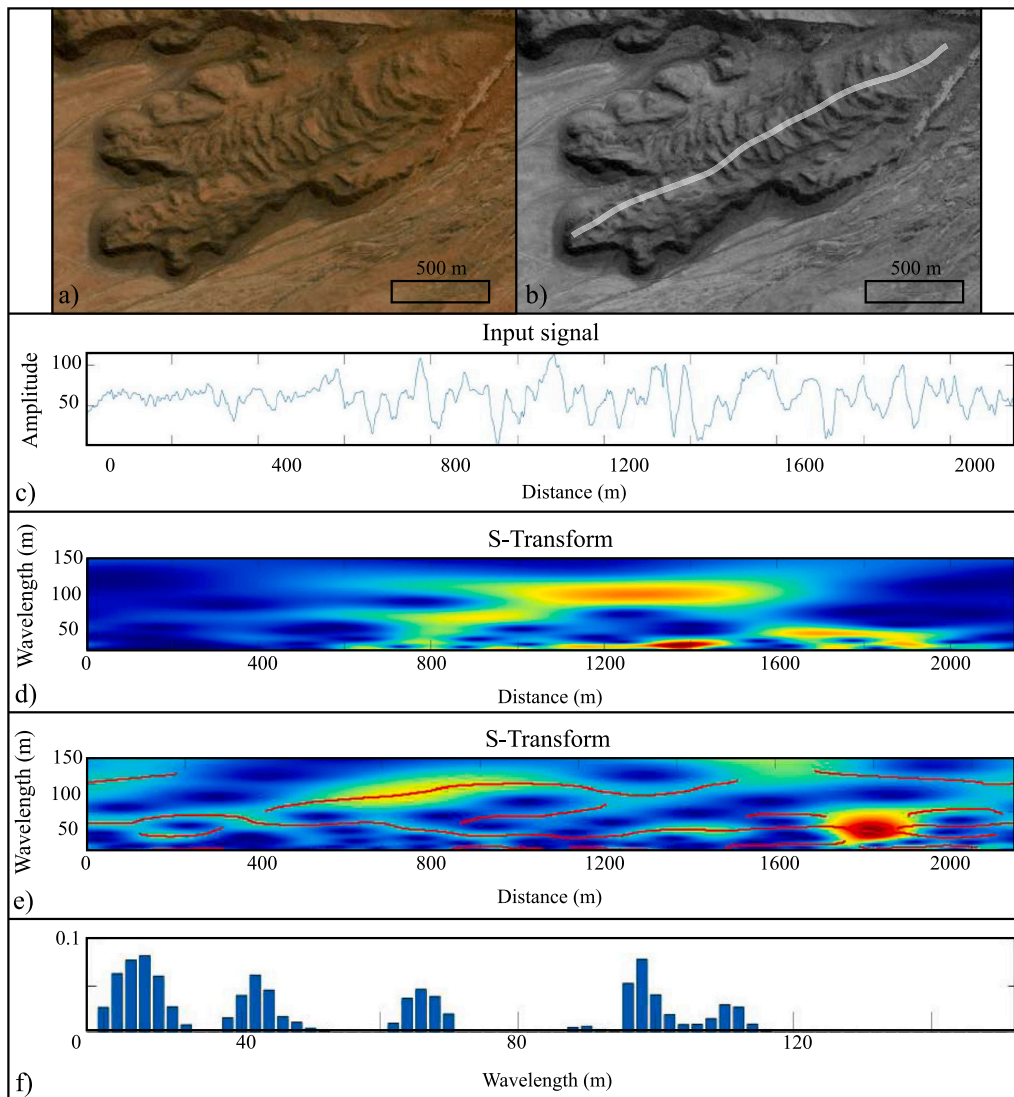 500 m
a)
500 m
b)
Input signal
Amplitude
100
50
0 400 800 1200 1600 2000
Distance (m)
c)
S-Transform
Wavelength (m)
150
100
50
0 400 800 1200 1600 2000
Distance (m)
d)
S-Transform
Wavelength (m)
150
100
50
0 400 800 1200 1600 2000
Distance (m)
e)
0.1
0
0 40 80 120
Wavelength (m)
f)